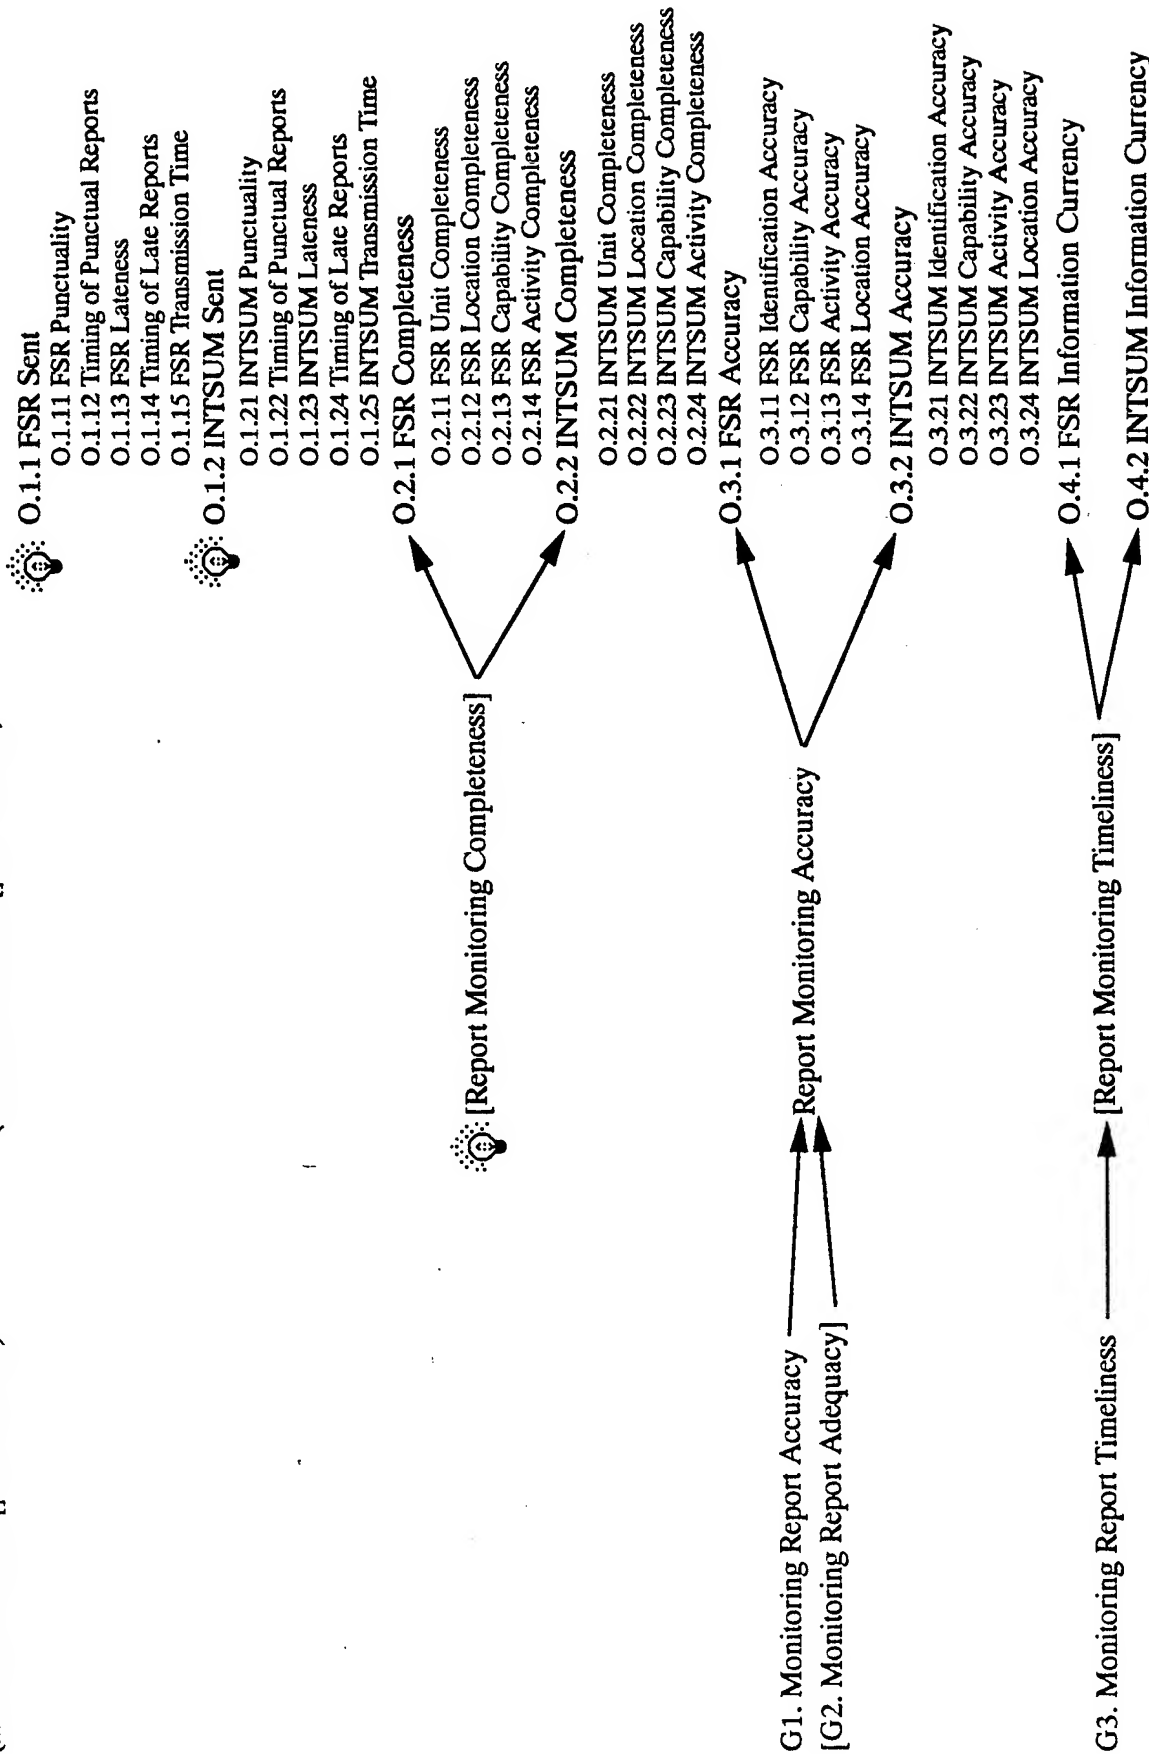 O.1.1 FSR Sent
O.1.11 FSR Punctuality
O.1.12 Timing of Punctual Reports
O.1.13 FSR Lateness
O.1.14 Timing of Late Reports
O.1.15 FSR Transmission Time
O.1.2 INTSUM Sent
O.1.21 INTSUM Punctuality
O.1.22 Timing of Punctual Reports
O.1.23 INTSUM Lateness
O.1.24 Timing of Late Reports
O.1.25 INTSUM Transmission Time
[Report Monitoring Completeness]
O.2.1 FSR Completeness
O.2.11 FSR Unit Completeness
O.2.12 FSR Location Completeness
O.2.13 FSR Capability Completeness
O.2.14 FSR Activity Completeness
O.2.2 INTSUM Completeness
O.2.21 INTSUM Unit Completeness
O.2.22 INTSUM Location Completeness
O.2.23 INTSUM Capability Completeness
O.2.24 INTSUM Activity Completeness
G1. Monitoring Report Accuracy
[G2. Monitoring Report Adequacy]
Report Monitoring Accuracy
O.3.1 FSR Accuracy
O.3.11 FSR Identification Accuracy
O.3.12 FSR Capability Accuracy
O.3.13 FSR Activity Accuracy
O.3.14 FSR Location Accuracy
O.3.2 INTSUM Accuracy
O.3.21 INTSUM Identification Accuracy
O.3.22 INTSUM Capability Accuracy
O.3.23 INTSUM Activity Accuracy
O.3.24 INTSUM Location Accuracy
G3. Monitoring Report Timeliness
[Report Monitoring Timeliness]
O.4.1 FSR Information Currency
O.4.2 INTSUM Information Currency